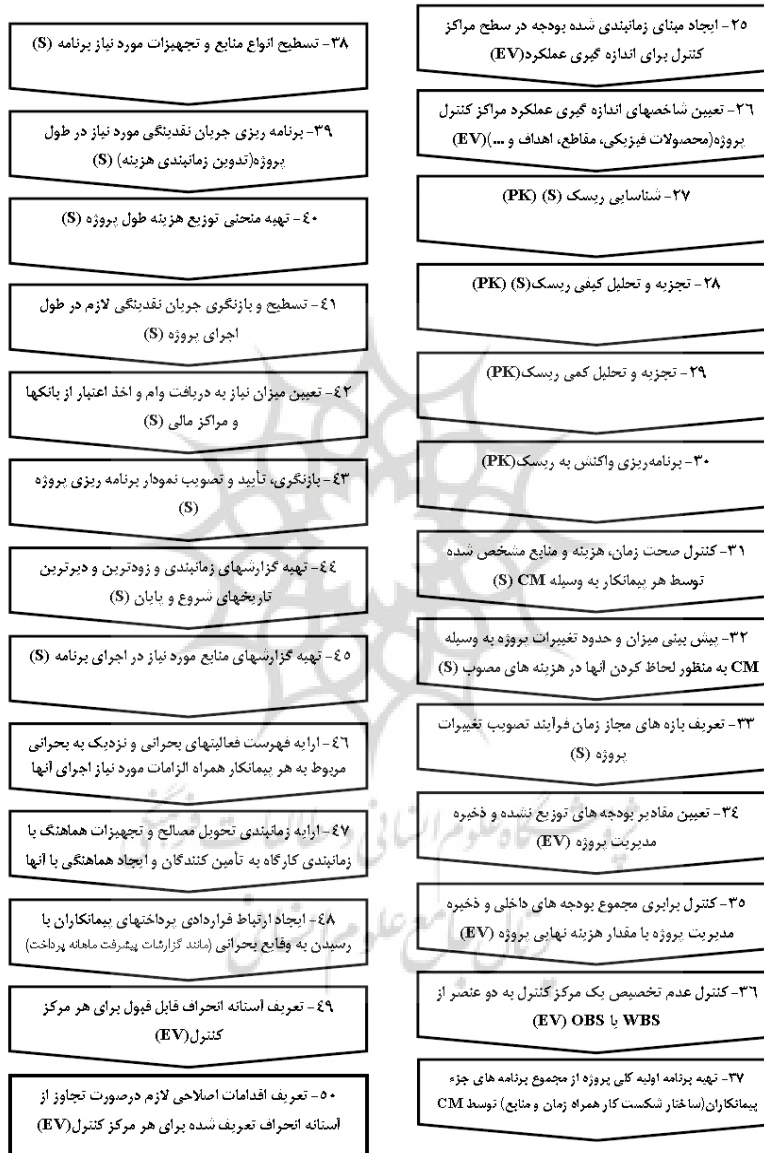 ۲۵- ایجاد مبنای زمانبندی شده بودجه در سطح مراکز
کنترل برای اندازه گیری عملکرد(EV)
۲۶- تعیین شاخصهای اندازه گیری عملکرد مراکز کنترل
پروژه(محصولات فیزیکی، مقاطع، اهداف و ...)(EV)
۲۷- شناسایی ریسک (S) (PK)
۲۸- تجزیه و تحلیل کیفی ریسک(S) (PK)
۲۹- تجزیه و تحلیل کمی ریسک(PK)
۳۰- برنامه‌ریزی واکنش به ریسک(PK)
۳۱- کنترل صحت زمان، هزینه و منابع مشخص شده
توسط هر پیمانکار به وسیله CM (S)
۳۲- پیش بینی میزان و حدود تغییرات پروژه به وسیله
CM به منظور لحاظ کردن آنها در هزینه های مصوب (S)
۳۳- تعریف بازه های مجاز زمان فرآیند تصویب تغییرات
پروژه (S)
۳۴- تعیین مقادیر بودجه های توزیع نشده و ذخیره
مدیریت پروژه (EV)
۳۵- کنترل برابری مجموع بودجه های داخلی و ذخیره
مدیریت پروژه با مقدار هزینه نهایی پروژه (EV)
۳۶- کنترل عدم تخصیص یک مرکز کنترل به دو عنصر از
WBS یا OBS (EV)
۳۷- تهیه برنامه اولیه کلی پروژه از مجموع برنامه های جزء
پیمانکاران(ساختار شکست کار همراه زمان و منابع) توسط CM
۳۸- تسطیح انواع منابع و تجهیزات مورد نیاز برنامه (S)
۳۹- برنامه ریزی جریان نقدینگی مورد نیاز در طول
پروژه(تدوین زمانبندی هزینه) (S)
۴۰- تهیه منحنی توزیع هزینه طول پروژه (S)
۴۱- تسطیح و بازنگری جریان نقدینگی لازم در طول
اجرای پروژه (S)
۴۲- تعیین میزان نیاز به دریافت وام و اخذ اعتبار از بانکها
و مراکز مالی (S)
۴۳- بازنگری، تأیید و تصویب نمودار برنامه ریزی پروژه
(S)
۴۴- تهیه گزارشهای زمانبندی و زودترین و دیرترین
تاریخهای شروع و پایان (S)
۴۵- تهیه گزارشهای منابع مورد نیاز در اجرای برنامه (S)
۴۶- ارایه فهرست فعالیتهای بحرانی و نزدیک به بحرانی
مربوط به هر پیمانکار همراه الزامات مورد نیاز اجرای آنها
۴۷- ارایه زمانبندی تحویل مصالح و تجهیزات هماهنگ با
زمانبندی کارگاه به تأمین کنندگان و ایجاد هماهنگی با آنها
۴۸- ایجاد ارتباط قراردادی پرداختهای پیمانکاران با
رسیدن به وقایع بحرانی (مانند گزارشات پیشرفت ماهانه پرداخت)
۴۹- تعریف آستانه انحراف قابل قبول برای هر مرکز
کنترل(EV)
۵۰- تعریف اقدامات اصلاحی لازم درصورت تجاوز از
آستانه انحراف تعریف شده برای هر مرکز کنترل(EV)
پژوهشگاه علوم انسانی و مطالعات فرهنگی
پرتال جامع علوم انسانی